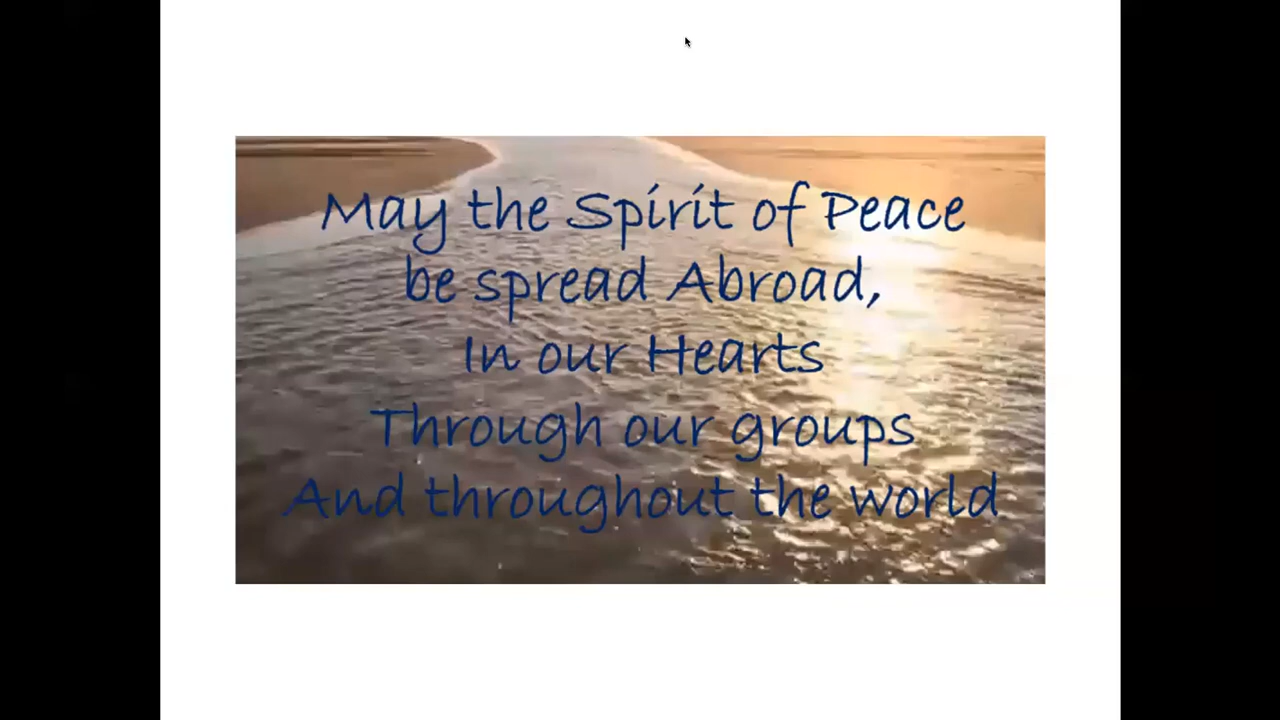 May the Spirit of Peace
be spread Abroad,
In our Hearts
Through our groups
And throughout the world